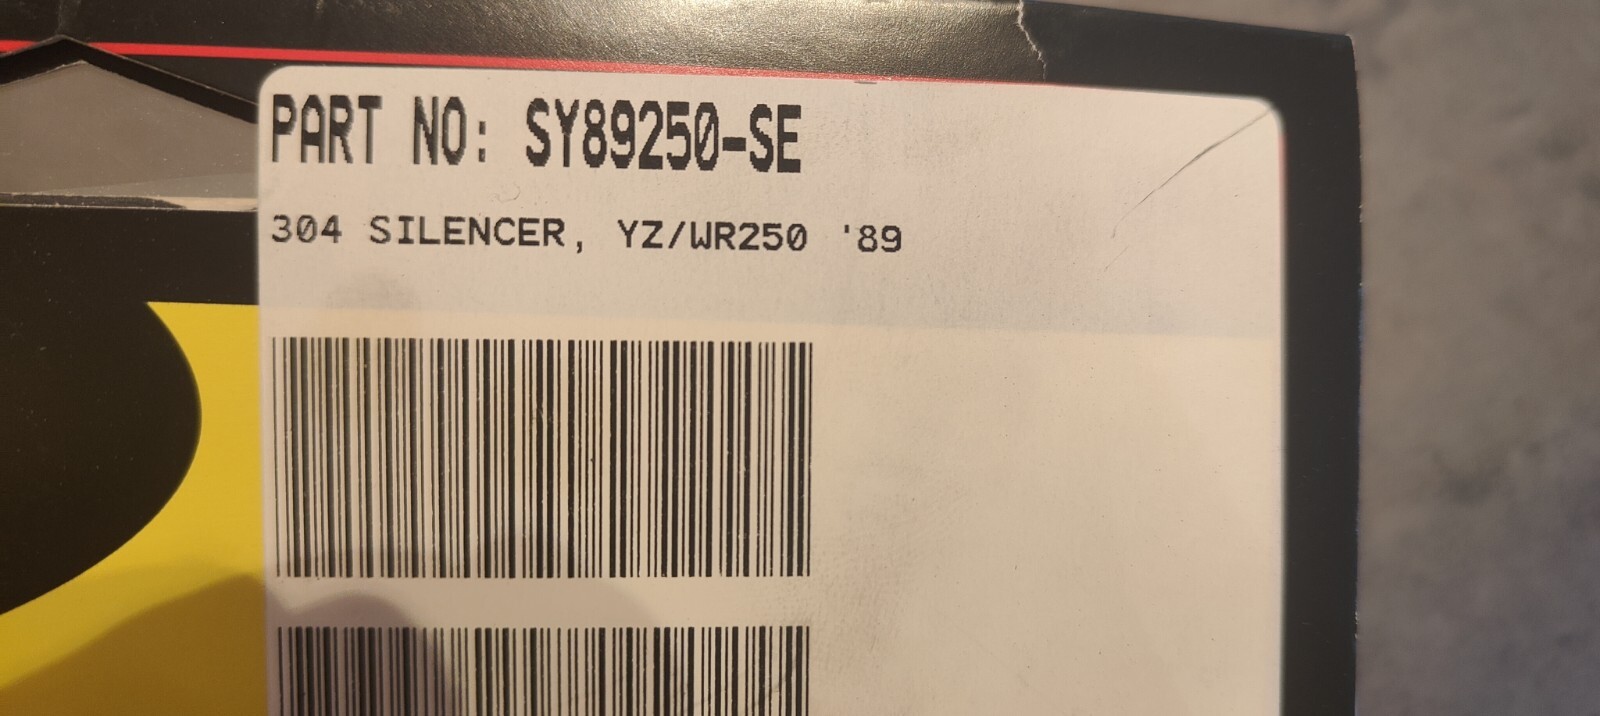 PART NO: SY89250-SE
304 SILENCER, YZ/WR250 '89